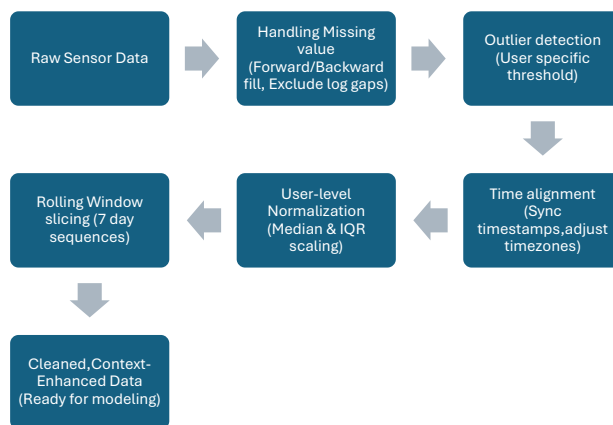 Raw Sensor Data
Handling Missing
value
(Forward/Backward
fill, Exclude log gaps)
Outlier detection
(User specific
threshold)
Time alignment
(Sync
timestamps,adjust
timezones)
User-level
Normalization
(Median & IQR
scaling)
Rolling Window
slicing (7 day
sequences)
Cleaned,Context-
Enhanced Data
(Ready for modeling)